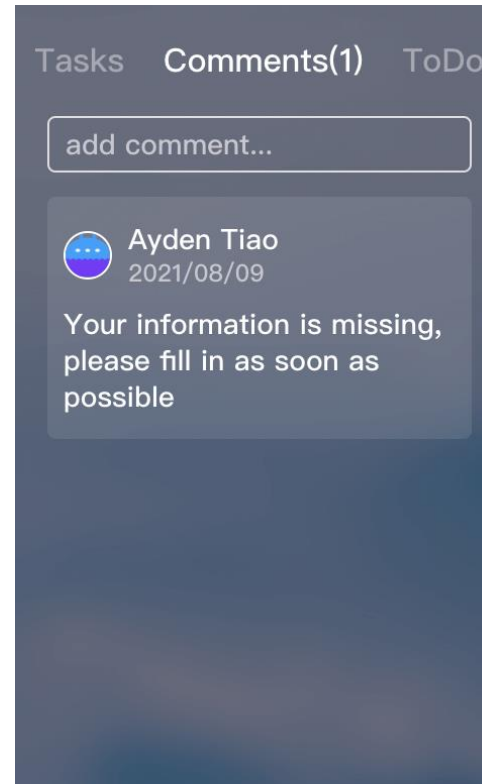 Tasks Comments(1) ToDo
add comment...
Ayden Tiao
2021/08/09
Your information is missing,
please fill in as soon as
possible